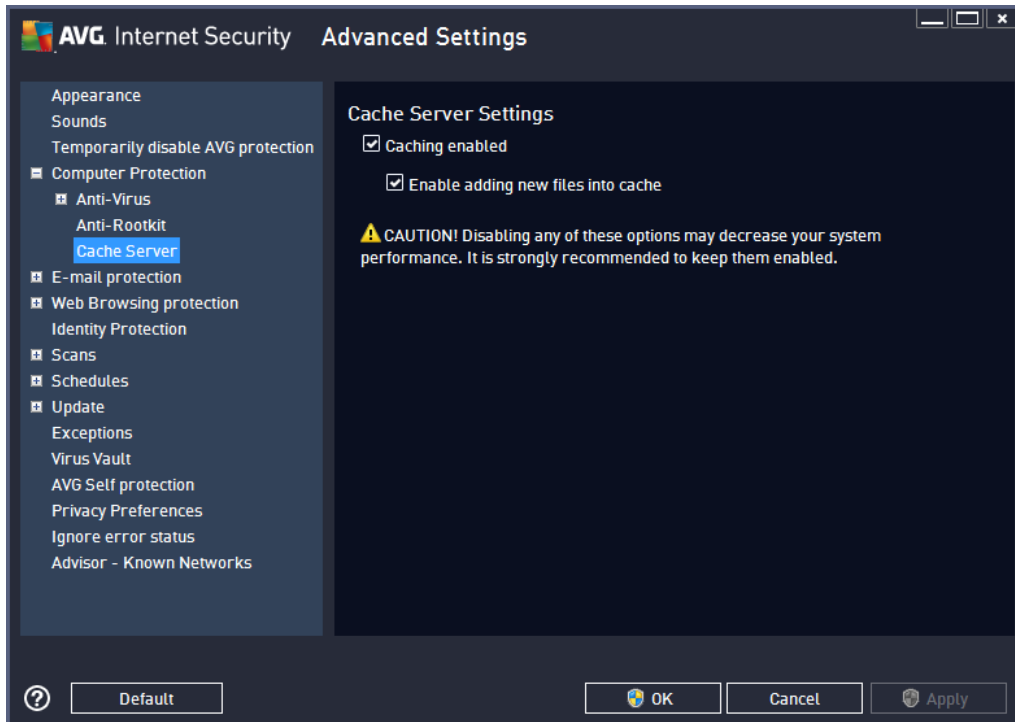 AVG. Internet Security Advanced Settings
Appearance
Sounds
Temporarily disable AVG protection
Computer Protection
Anti-Virus
Anti-Rootkit
Cache Server
E-mail protection
Web Browsing protection
Identity Protection
Scans
Schedules
Update
Exceptions
Virus Vault
AVG Self protection
Privacy Preferences
Ignore error status
Advisor - Known Networks
Cache Server Settings
Caching enabled
Enable adding new files into cache
CAUTION! Disabling any of these options may decrease your system
performance. It is strongly recommended to keep them enabled.
? Default OK Cancel Apply